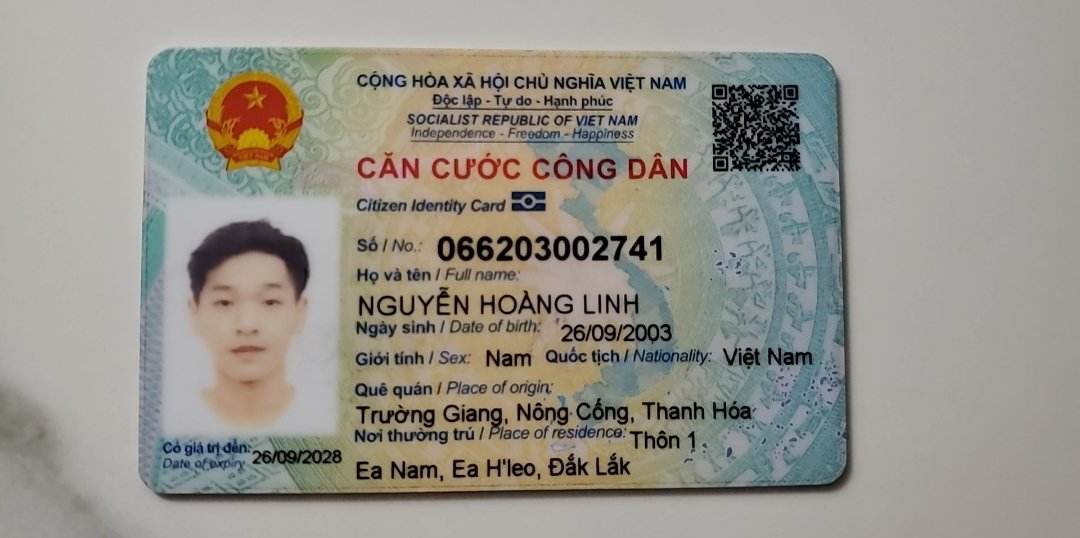 CỘNG HÒA XÃ HỘI CHỦ NGHĨA VIỆT NAM
Độc lập - Tự do - Hạnh phúc
SOCIALIST REPUBLIC OF VIET NAM
Independence - Freedom - Happiness
CĂN CƯỚC CÔNG DÂN
Citizen Identity Card
Số / No.: 066203002741
Họ và tên / Full name:
NGUYỄN HOÀNG LINH
Ngày sinh / Date of birth: 26/09/2003
Giới tính / Sex: Nam Quốc tịch / Nationality: Việt Nam
Quê quán / Place of origin:
Trường Giang, Nông Cống, Thanh Hóa
Nơi thường trú / Place of residence: Thôn 1
Ea Nam, Ea H'leo, Đắk Lắk
Có giá trị đến: 26/09/2028
Date of expiry